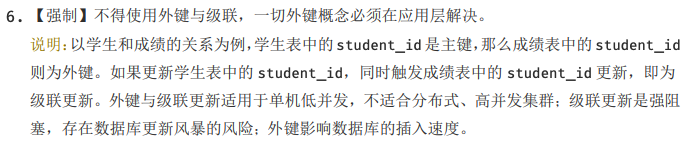 6. 【强制】不得使用外键与级联，一切外键概念必须在应用层解决。
说明：以学生和成绩的关系为例，学生表中的 student_id 是主键，那么成绩表中的 student_id
则为外键。如果更新学生表中的 student_id，同时触发成绩表中的 student_id 更新，即为
级联更新。外键与级联更新适用于单机低并发，不适合分布式、高并发集群；级联更新是强阻
塞，存在数据库更新风暴的风险；外键影响数据库的插入速度。